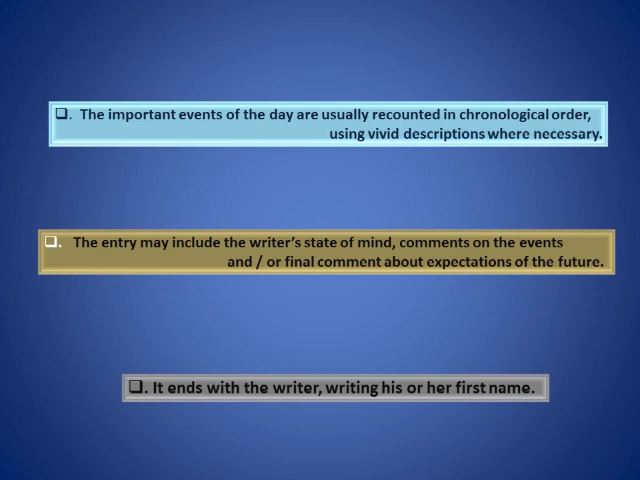 ❑. The important events of the day are usually recounted in chronological order,
using vivid descriptions where necessary.
❑. The entry may include the writer's state of mind, comments on the events
and / or final comment about expectations of the future.
❑. It ends with the writer, writing his or her first name.